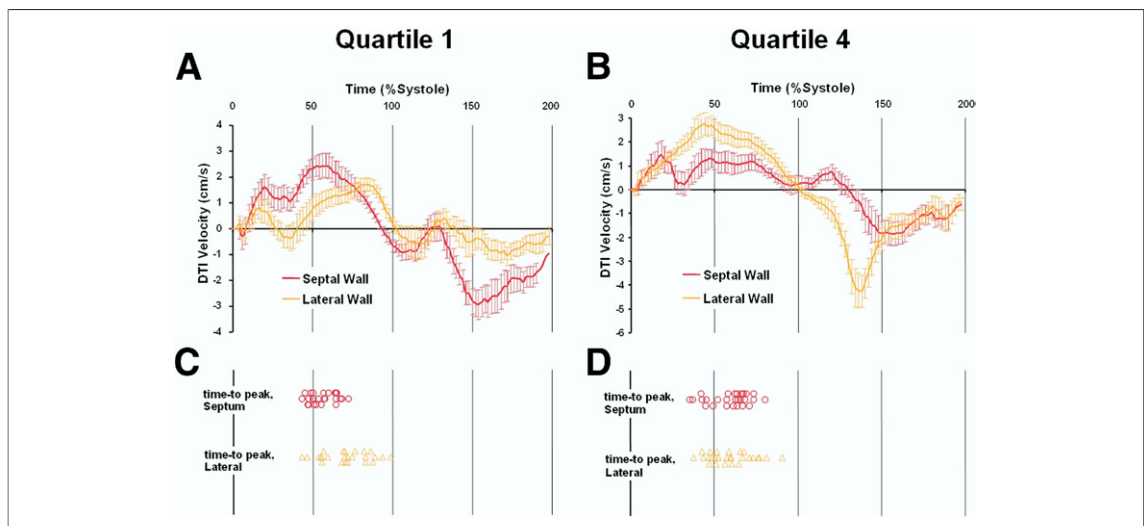 Quartile 1
Quartile 4
A
B
Time (%Systole)
Time (%Systole)
0 50 100 150 200
0 50 100 150 200
DTI Velocity (cm/s)
4
3
2
1
0
-1
-2
-3
-4
Septal Wall
Lateral Wall
DTI Velocity (cm/s)
3
2
1
0
-1
-2
-3
-4
-5
-6
Septal Wall
Lateral Wall
C
D
time-to peak,
Septum
time-to peak,
Lateral
time-to peak,
Septum
time-to peak,
Lateral